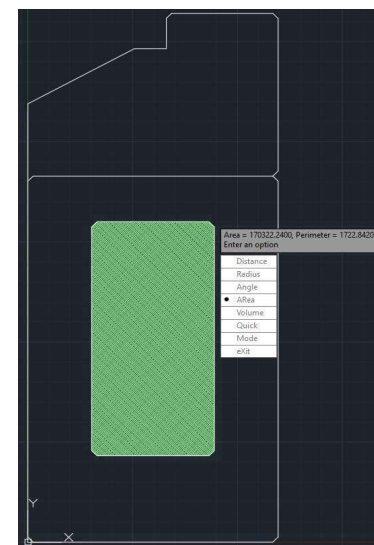 Area = 170322.2400, Perimeter = 1722.8420
Enter an option
Distance
Radius
Angle
ARea
Volume
Quick
Mode
eXit
Y
X